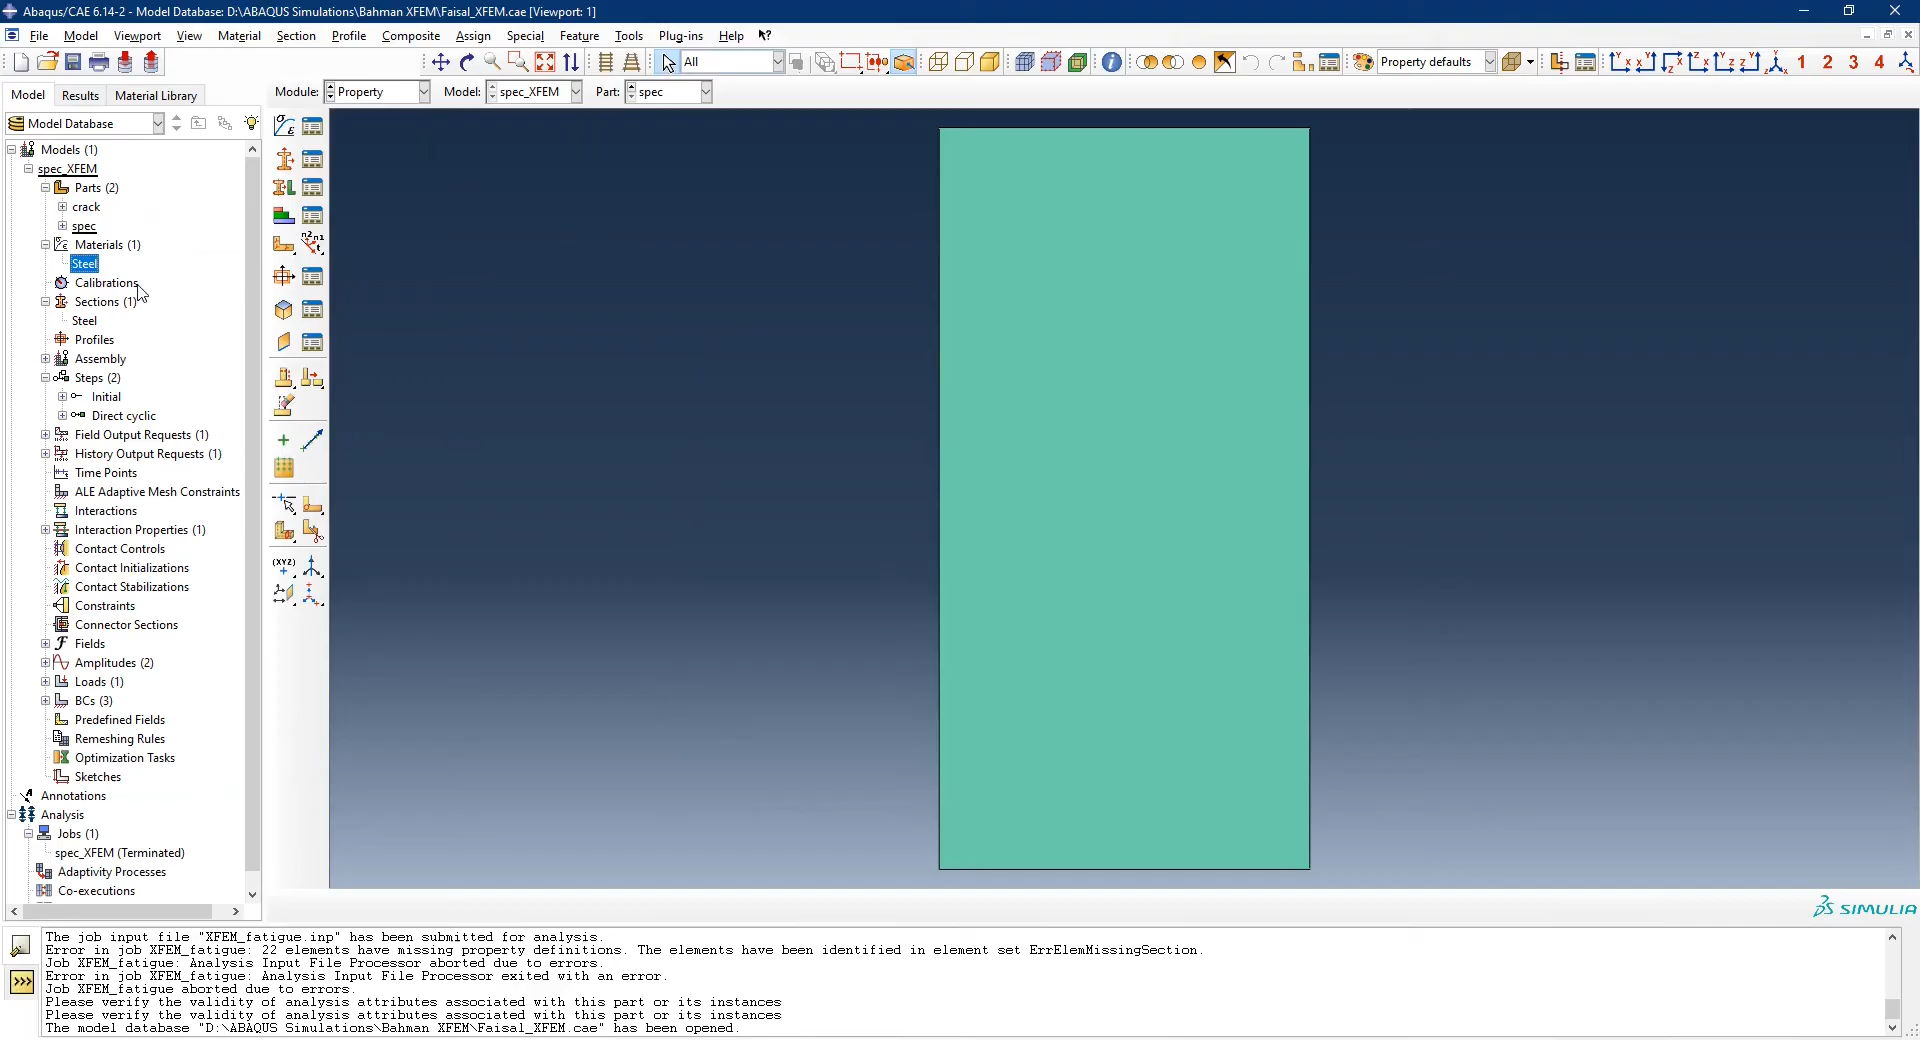 Abaqus/CAE 6.14-2 - Model Database: D:\ABAQUS Simulations\Bahman XFEM\Faisal_XFEM.cae [Viewport: 1]
File Model Viewport View Material Section Profile Composite Assign Special Feature Tools Plug-ins Help
All Property defaults 1 2 3 4
Model Results Material Library
Module: Property Model: spec_XFEM Part: spec
Model Database
Models (1)
spec_XFEM
Parts (2)
crack
spec
Materials (1)
Steel
Calibrations
Sections (1)
Steel
Profiles
Assembly
Steps (2)
Initial
Direct cyclic
Field Output Requests (1)
History Output Requests (1)
Time Points
ALE Adaptive Mesh Constraints
Interactions
Interaction Properties (1)
Contact Controls
Contact Initializations
Contact Stabilizations
Constraints
Connector Sections
Fields
Amplitudes (2)
Loads (1)
BCs (3)
Predefined Fields
Remeshing Rules
Optimization Tasks
Sketches
Annotations
Analysis
Jobs (1)
spec_XFEM (Terminated)
Adaptivity Processes
Co-executions
(XYZ)
SIMULIA
The job input file "XFEM_fatigue.inp" has been submitted for analysis.
Error in job XFEM_fatigue: 22 elements have missing property definitions. The elements have been identified in element set ErrElemMissingSection.
Job XFEM_fatigue: Analysis Input File Processor aborted due to errors.
Error in job XFEM_fatigue: Analysis Input File Processor exited with an error.
Job XFEM_fatigue aborted due to errors.
Please verify the validity of analysis attributes associated with this part or its instances
Please verify the validity of analysis attributes associated with this part or its instances
The model database "D:\ABAQUS Simulations\Bahman XFEM\Faisal_XFEM.cae" has been opened.